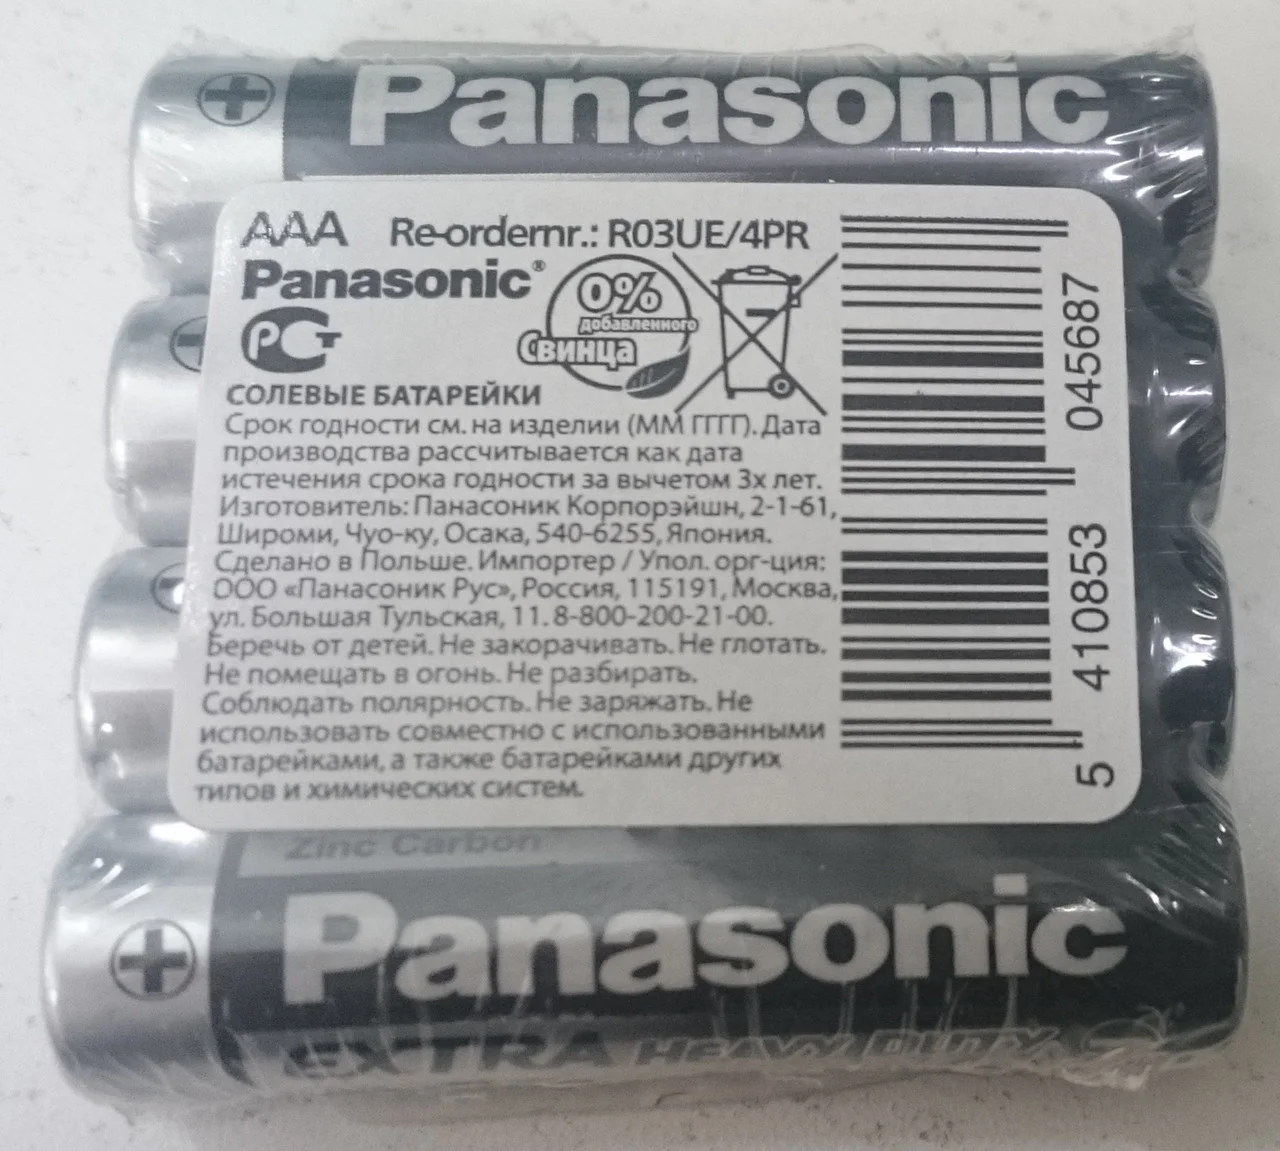 Panasonic
AAA Re-ordernr.: R03UE/4PR
Panasonic®
РСТ
0%
добавленного
Свинца
СОЛЕВЫЕ БАТАРЕЙКИ
Срок годности см. на изделии (ММ ГГГГ). Дата
производства рассчитывается как дата
истечения срока годности за вычетом 3х лет.
Изготовитель: Панасоник Корпорэйшн, 2-1-61,
Широми, Чуо-ку, Осака, 540-6255, Япония.
Сделано в Польше. Импортер / Упол. орг-ция:
ООО «Панасоник Рус», Россия, 115191, Москва,
ул. Большая Тульская, 11. 8-800-200-21-00.
Беречь от детей. Не закорачивать. Не глотать.
Не помещать в огонь. Не разбирать.
Соблюдать полярность. Не заряжать. Не
использовать совместно с использованными
батарейками, а также батарейками других
типов и химических систем.
5 410853 045687
Zinc Carbon
Panasonic
EXTRA HEAVY DUTY